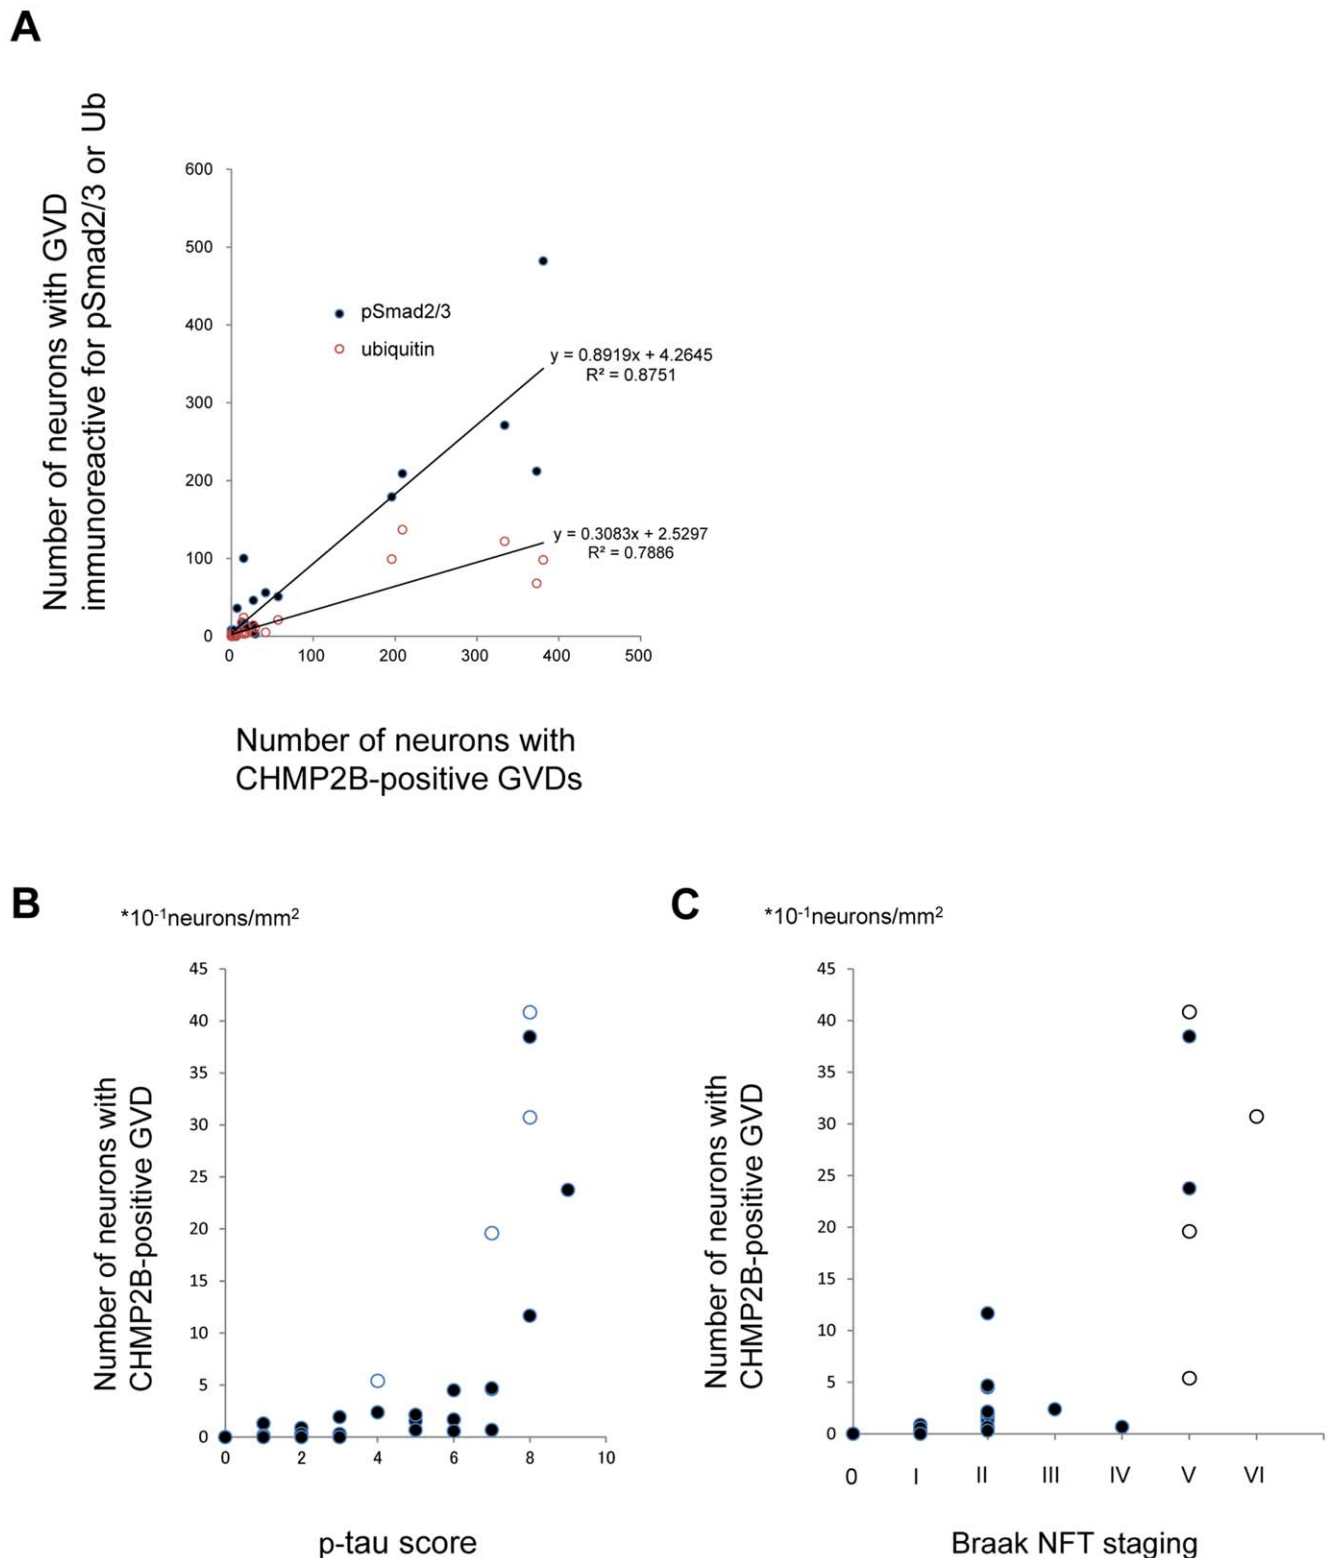 A
Number of neurons with GVD
immunoreactive for pSmad2/3 or Ub
600
500
400
300
200
100
0
pSmad2/3
ubiquitin
y = 0.8919x + 4.2645
R² = 0.8751
y = 0.3083x + 2.5297
R² = 0.7886
0 100 200 300 400 500
Number of neurons with
CHMP2B-positive GVDs
B
*10⁻¹neurons/mm²
Number of neurons with
CHMP2B-positive GVD
45
40
35
30
25
20
15
10
5
0
0 2 4 6 8 10
p-tau score
C
*10⁻¹neurons/mm²
Number of neurons with
CHMP2B-positive GVD
45
40
35
30
25
20
15
10
5
0
0 I II III IV V VI
Braak NFT staging